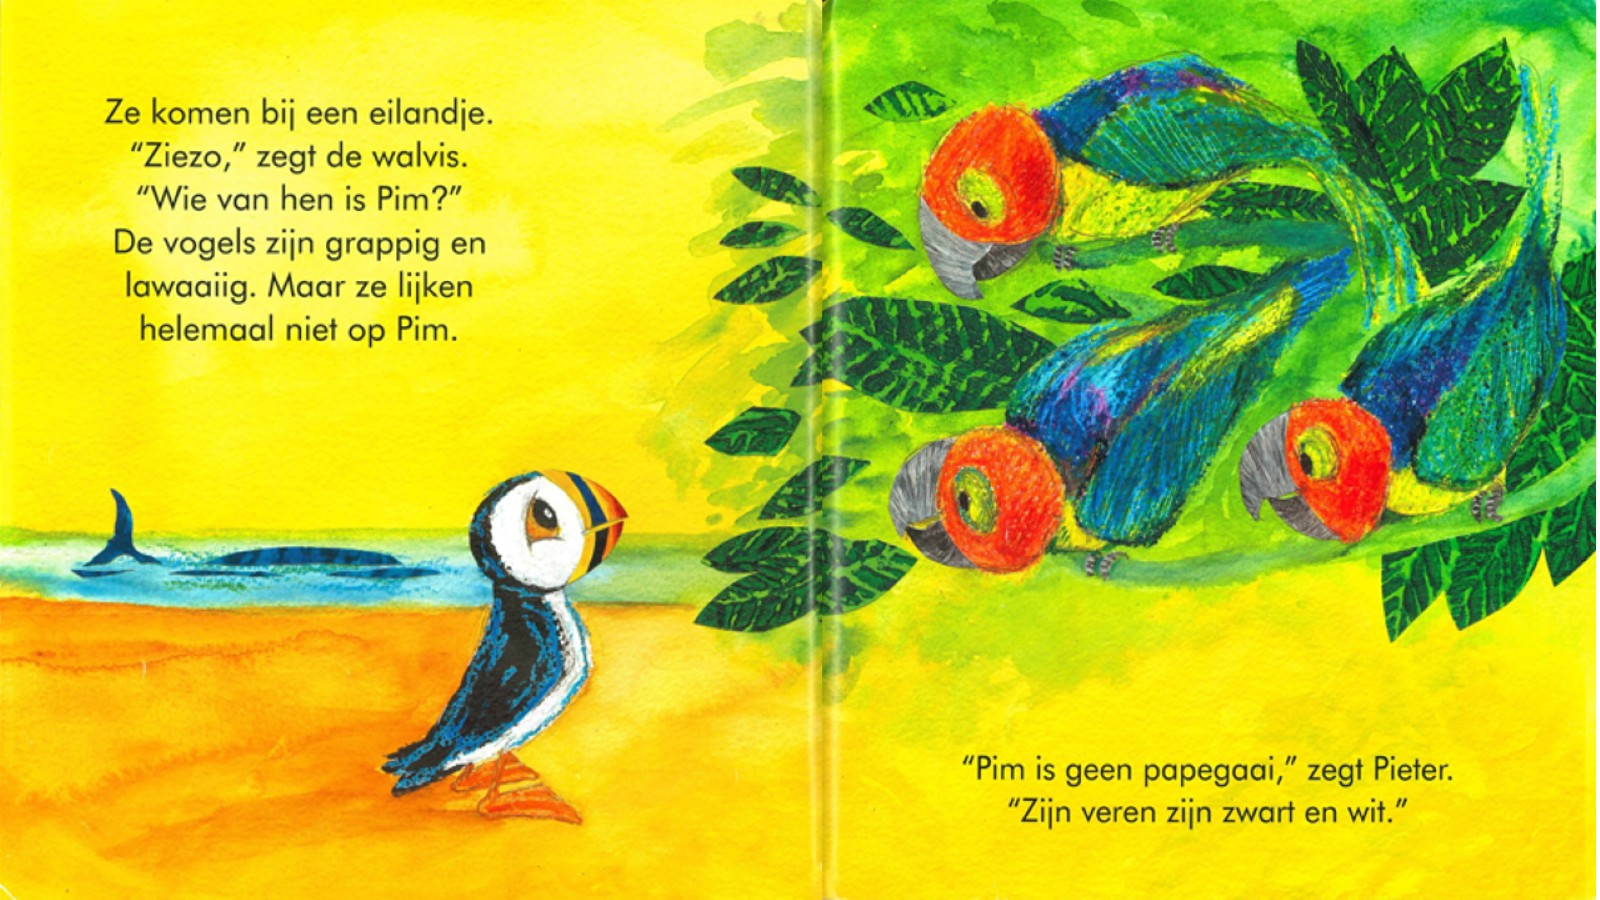 Ze komen bij een eilandje.
“Ziezo,” zegt de walvis.
“Wie van hen is Pim?”
De vogels zijn grappig en
lawaaiig. Maar ze lijken
helemaal niet op Pim.
“Pim is geen papegaai,” zegt Pieter.
“Zijn veren zijn zwart en wit.”